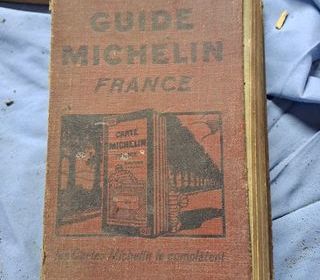 GUIDE
MICHELIN
FRANCE
CARTE
MICHELIN
les Cartes Michelin le complètent